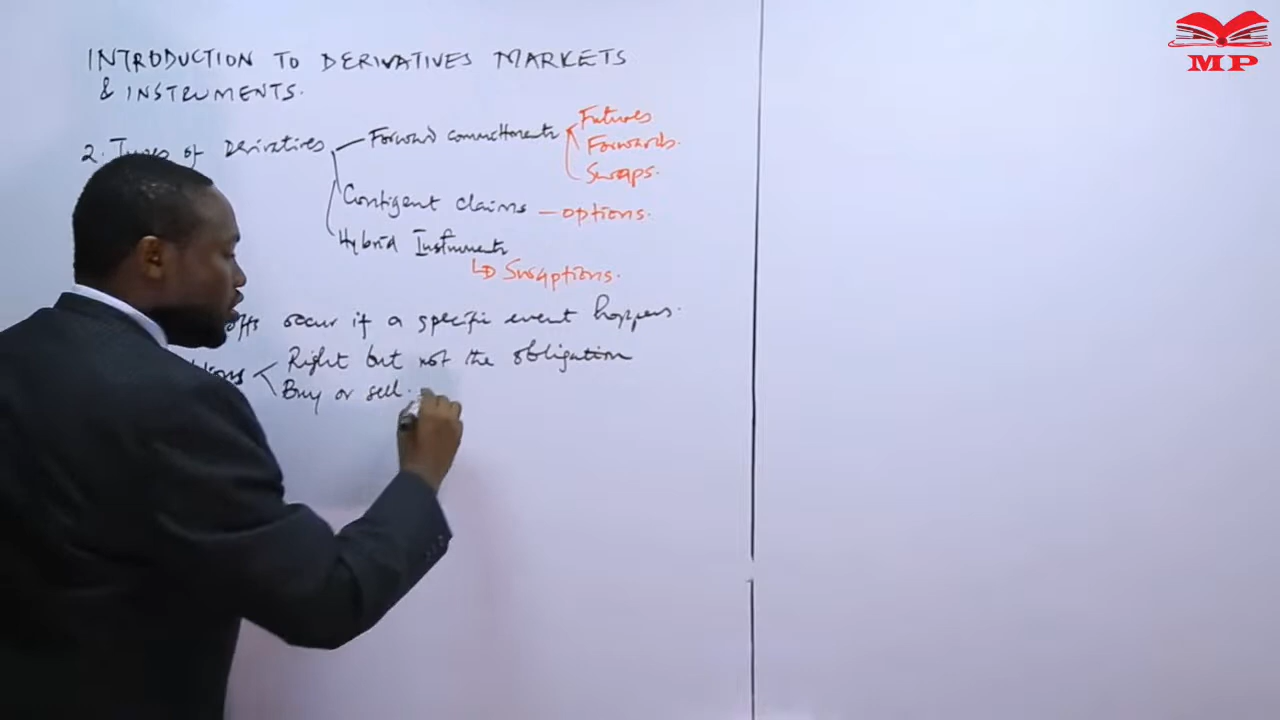 MP
INTRODUCTION TO DERIVATIVES MARKETS
& INSTRUMENTS.
2. Types of Derivatives
Forward commitments
Futures
Forwards.
Swaps.
Contigent claims — options.
Hybrid Instruments
Swaptions.
occur if a specific event happens.
Right but not the obligation
Buy or sell.